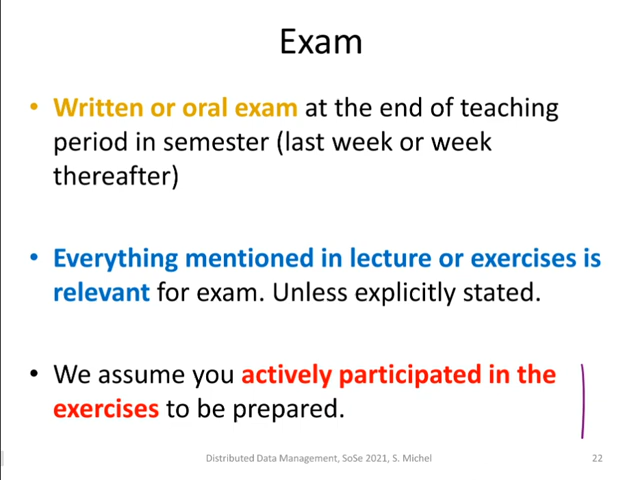 Exam
• Written or oral exam at the end of teaching
period in semester (last week or week
thereafter)
• Everything mentioned in lecture or exercises is
relevant for exam. Unless explicitly stated.
• We assume you actively participated in the
exercises to be prepared.
Distributed Data Management, SoSe 2021, S. Michel
22